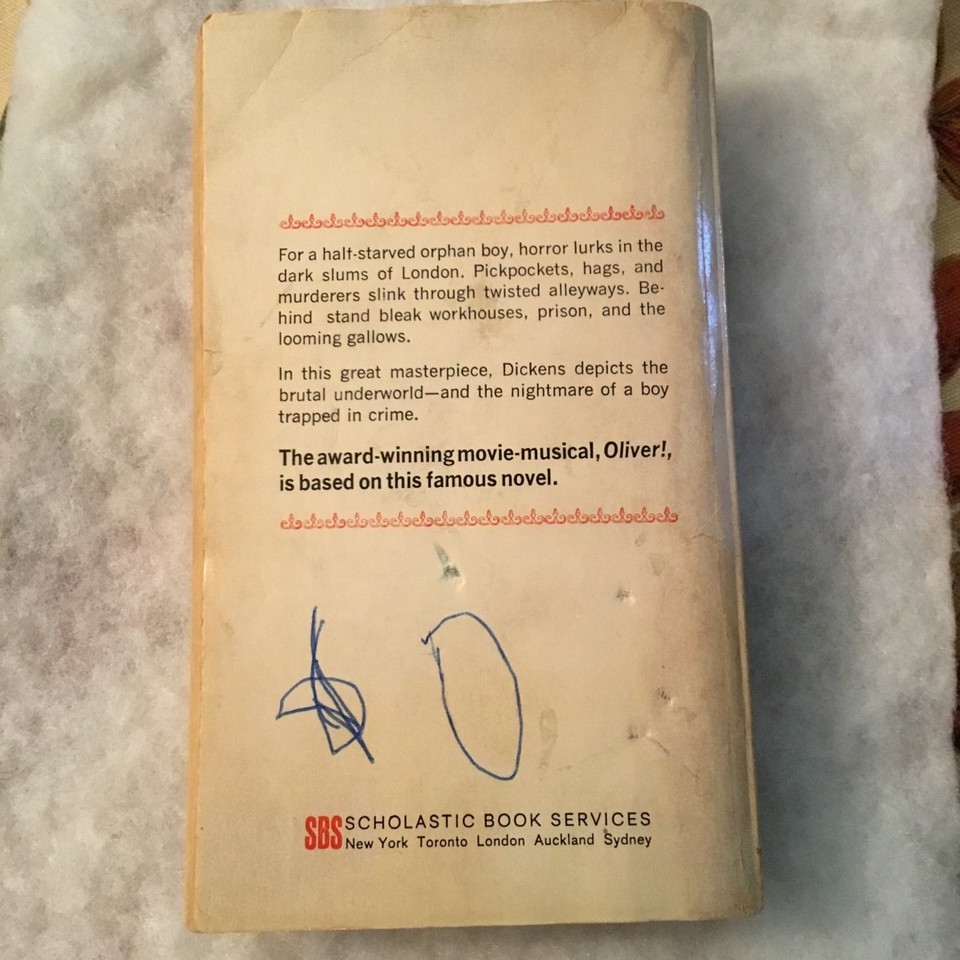 For a half-starved orphan boy, horror lurks in the
dark slums of London. Pickpockets, hags, and
murderers slink through twisted alleyways. Be-
hind stand bleak workhouses, prison, and the
looming gallows.
In this great masterpiece, Dickens depicts the
brutal underworld—and the nightmare of a boy
trapped in crime.
The award-winning movie-musical, Oliver!,
is based on this famous novel.
SBS SCHOLASTIC BOOK SERVICES
New York Toronto London Auckland Sydney